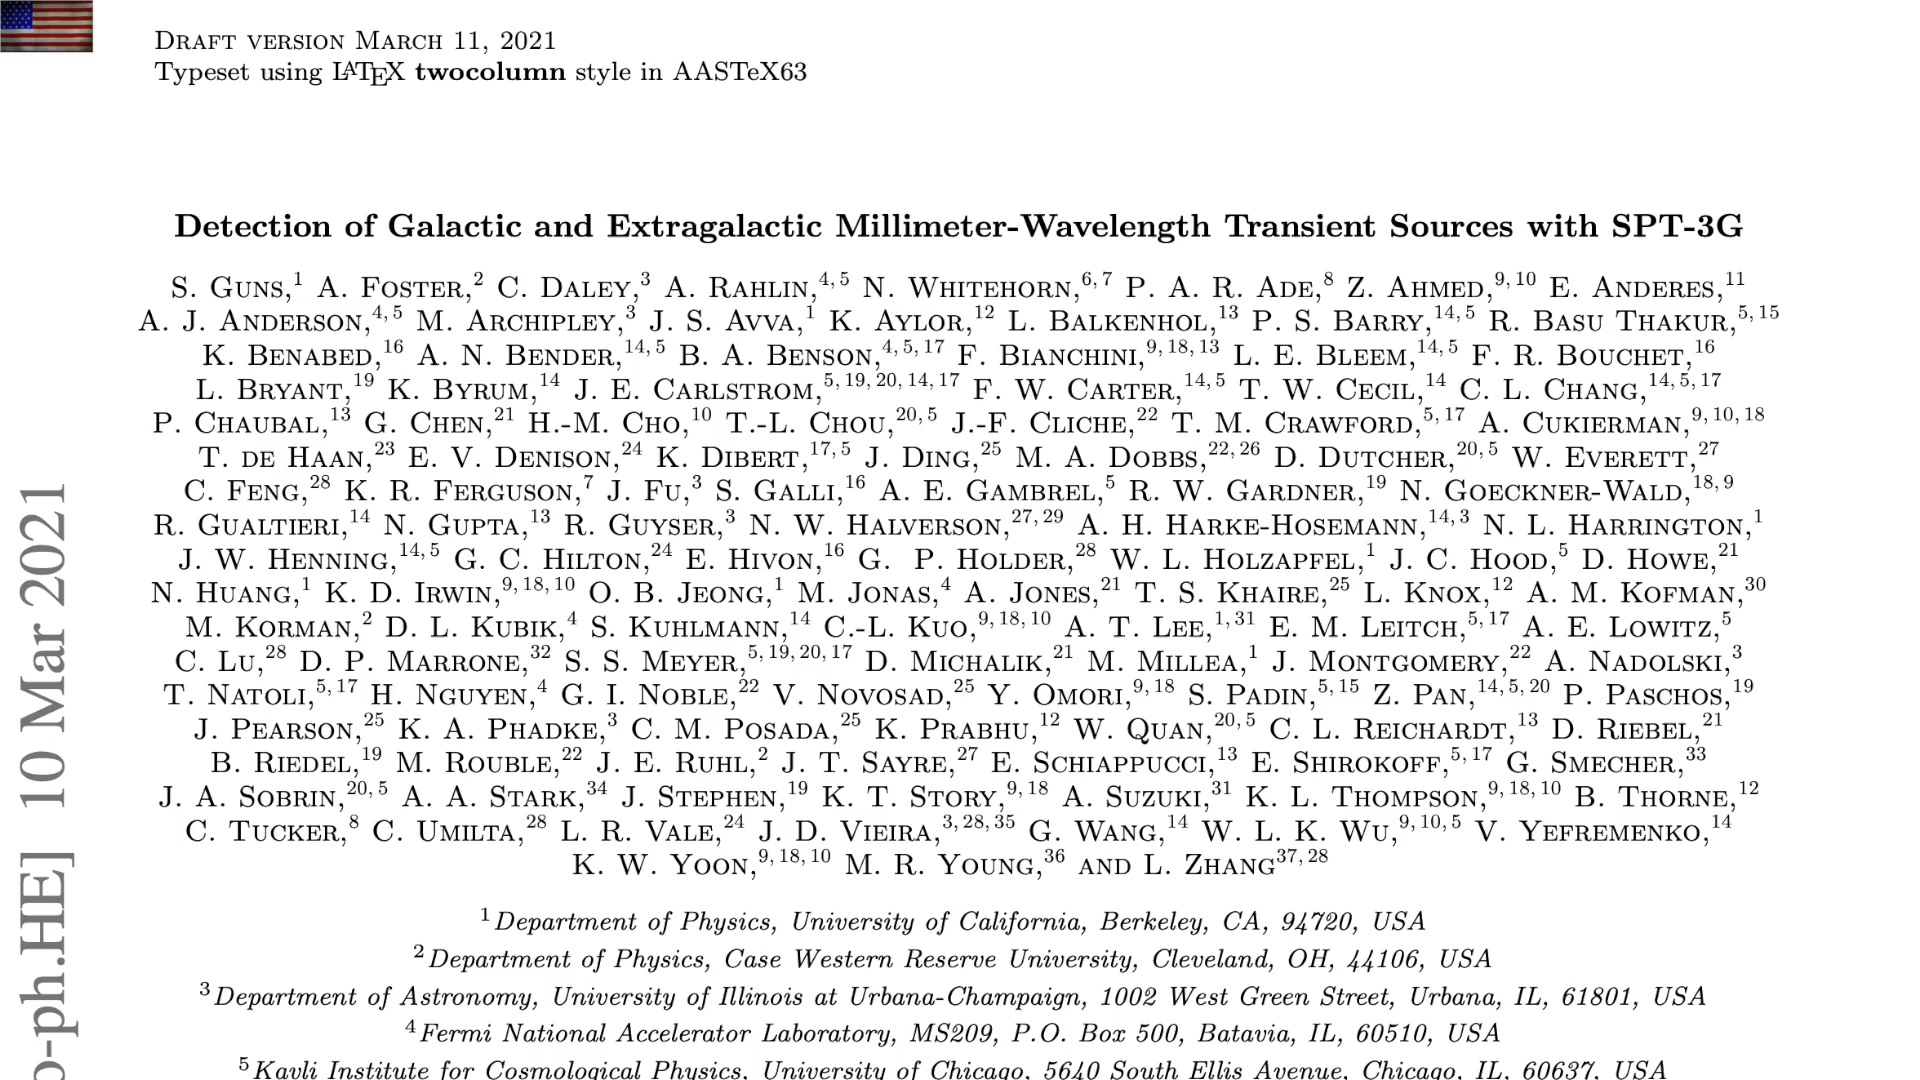 DRAFT VERSION MARCH 11, 2021
Typeset using LATEX twocolumn style in AASTeX63
Detection of Galactic and Extragalactic Millimeter-Wavelength Transient Sources with SPT-3G
S. GUNS,1 A. FOSTER,2 C. DALEY,3 A. RAHLIN,4, 5 N. WHITEHORN,6, 7 P. A. R. ADE,8 Z. AHMED,9, 10 E. ANDERES,11
A. J. ANDERSON,4, 5 M. ARCHIPLEY,3 J. S. AVVA,1 K. AYLOR,12 L. BALKENHOL,13 P. S. BARRY,14, 5 R. BASU THAKUR,5, 15
K. BENABED,16 A. N. BENDER,14, 5 B. A. BENSON,4, 5, 17 F. BIANCHINI,9, 18, 13 L. E. BLEEM,14, 5 F. R. BOUCHET,16
L. BRYANT,19 K. BYRUM,14 J. E. CARLSTROM,5, 19, 20, 14, 17 F. W. CARTER,14, 5 T. W. CECIL,14 C. L. CHANG,14, 5, 17
P. CHAUBAL,13 G. CHEN,21 H.-M. CHO,10 T.-L. CHOU,20, 5 J.-F. CLICHE,22 T. M. CRAWFORD,5, 17 A. CUKIERMAN,9, 10, 18
T. DE HAAN,23 E. V. DENISON,24 K. DIBERT,17, 5 J. DING,25 M. A. DOBBS,22, 26 D. DUTCHER,20, 5 W. EVERETT,27
C. FENG,28 K. R. FERGUSON,7 J. FU,3 S. GALLI,16 A. E. GAMBREL,5 R. W. GARDNER,19 N. GOECKNER-WALD,18, 9
R. GUALTIERI,14 N. GUPTA,13 R. GUYSER,3 N. W. HALVERSON,27, 29 A. H. HARKE-HOSEMANN,14, 3 N. L. HARRINGTON,1
J. W. HENNING,14, 5 G. C. HILTON,24 E. HIVON,16 G. P. HOLDER,28 W. L. HOLZAPFEL,1 J. C. HOOD,5 D. HOWE,21
N. HUANG,1 K. D. IRWIN,9, 18, 10 O. B. JEONG,1 M. JONAS,4 A. JONES,21 T. S. KHAIRE,25 L. KNOX,12 A. M. KOFMAN,30
M. KORMAN,2 D. L. KUBIK,4 S. KUHLMANN,14 C.-L. KUO,9, 18, 10 A. T. LEE,1, 31 E. M. LEITCH,5, 17 A. E. LOWITZ,5
C. LU,28 D. P. MARRONE,32 S. S. MEYER,5, 19, 20, 17 D. MICHALIK,21 M. MILLEA,1 J. MONTGOMERY,22 A. NADOLSKI,3
T. NATOLI,5, 17 H. NGUYEN,4 G. I. NOBLE,22 V. NOVOSAD,25 Y. OMORI,9, 18 S. PADIN,5, 15 Z. PAN,14, 5, 20 P. PASCHOS,19
J. PEARSON,25 K. A. PHADKE,3 C. M. POSADA,25 K. PRABHU,12 W. QUAN,20, 5 C. L. REICHARDT,13 D. RIEBEL,21
B. RIEDEL,19 M. ROUBLE,22 J. E. RUHL,2 J. T. SAYRE,27 E. SCHIAPPUCCI,13 E. SHIROKOFF,5, 17 G. SMECHER,33
J. A. SOBRIN,20, 5 A. A. STARK,34 J. STEPHEN,19 K. T. STORY,9, 18 A. SUZUKI,31 K. L. THOMPSON,9, 18, 10 B. THORNE,12
C. TUCKER,8 C. UMILTA,28 L. R. VALE,24 J. D. VIEIRA,3, 28, 35 G. WANG,14 W. L. K. WU,9, 10, 5 V. YEFREMENKO,14
K. W. YOON,9, 18, 10 M. R. YOUNG,36 AND L. ZHANG37, 28
1 Department of Physics, University of California, Berkeley, CA, 94720, USA
2 Department of Physics, Case Western Reserve University, Cleveland, OH, 44106, USA
3 Department of Astronomy, University of Illinois at Urbana-Champaign, 1002 West Green Street, Urbana, IL, 61801, USA
4 Fermi National Accelerator Laboratory, MS209, P.O. Box 500, Batavia, IL, 60510, USA
5 Kavli Institute for Cosmological Physics, University of Chicago, 5640 South Ellis Avenue, Chicago, IL, 60637, USA
o-ph.HE] 10 Mar 2021